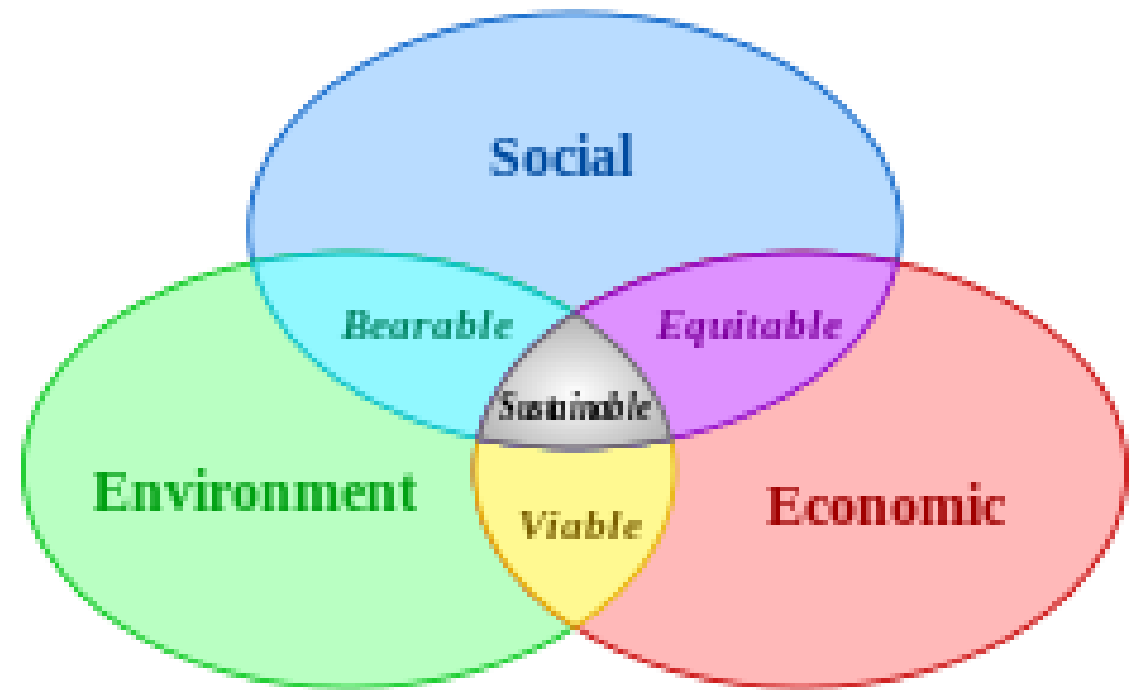 Social
Bearable
Equitable
Sustainable
Environment
Economic
Viable